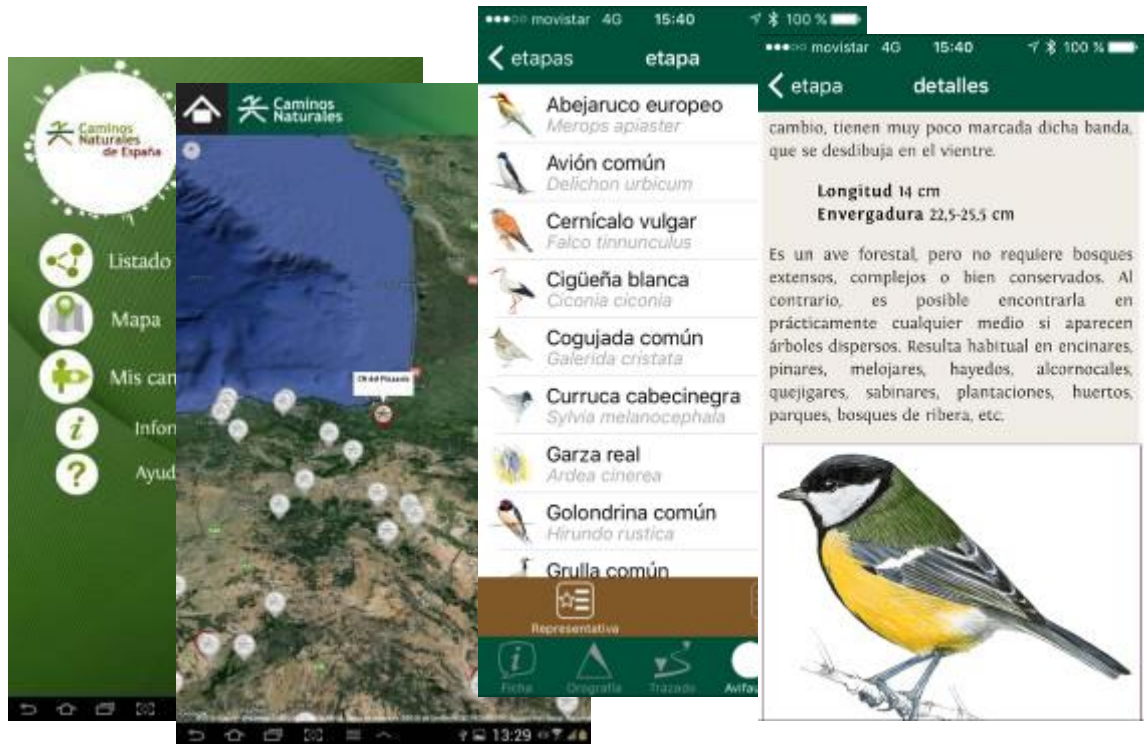 Caminos
Naturales
de España
Listado
Mapa
Mis can
Infor
Ayud
Caminos
Naturales
13:29
movistar 4G 15:40 100 %
etapas etapa
Abejaruco europeo
Merops apiaster
Avión común
Delichon urbicum
Cernícalo vulgar
Falco tinnunculus
Cigüeña blanca
Ciconia ciconia
Cogujada común
Galerida cristata
Curruca cabecinegra
Sylvia melanocephala
Garza real
Ardea cinerea
Golondrina común
Hirundo rustica
Grulla común
Representativa
Ficha Orografía Trazado Avifau
movistar 4G 15:40 100 %
etapa detalles
cambio, tienen muy poco marcada dicha banda,
que se desdibuja en el vientre.
Longitud 14 cm
Envergadura 22,5-25,5 cm
Es un ave forestal, pero no requiere bosques
extensos, complejos o bien conservados. Al
contrario, es posible encontrarla en
prácticamente cualquier medio si aparecen
árboles dispersos. Resulta habitual en encinares,
pinares, melojares, hayedos, alcornocales,
quejigares, sabinares, plantaciones, huertos,
parques, bosques de ribera, etc.